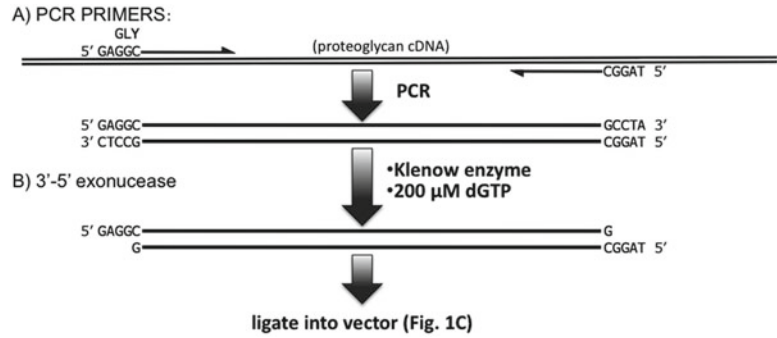 A) PCR PRIMERS:
GLY
5′ GAGGC
(proteoglycan cDNA)
CGGAT 5′
PCR
5′ GAGGC GCCTA 3′
3′ CTCCG CGGAT 5′
•Klenow enzyme
B) 3'-5' exonucease
•200 µM dGTP
5′ GAGGC G
G CGGAT 5′
ligate into vector (Fig. 1C)